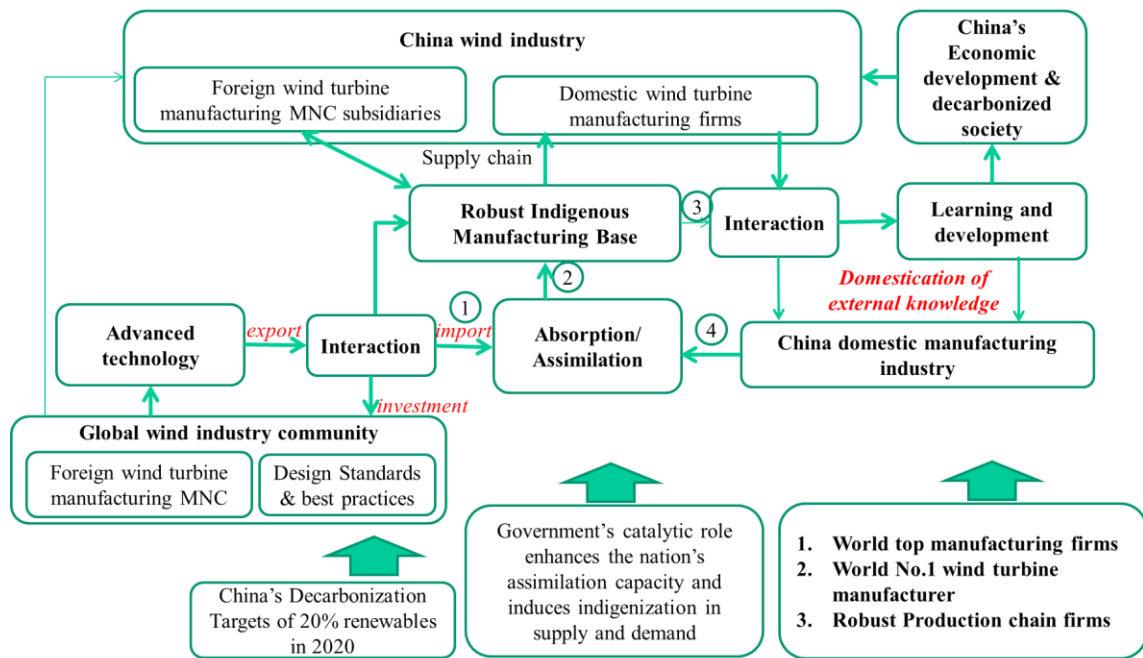 China wind industry
Foreign wind turbine
manufacturing MNC subsidiaries
Domestic wind turbine
manufacturing firms
China's
Economic
development &
decarbonized
society
Supply chain
Robust Indigenous
Manufacturing Base
3
Interaction
Learning and
development
2
Domestication of
external knowledge
Advanced
technology
export
Interaction
1
import
Absorption/
Assimilation
4
China domestic manufacturing
industry
investment
Global wind industry community
Foreign wind turbine
manufacturing MNC
Design Standards
& best practices
China's Decarbonization
Targets of 20% renewables
in 2020
Government's catalytic role
enhances the nation's
assimilation capacity and
induces indigenization in
supply and demand
1. World top manufacturing firms
2. World No.1 wind turbine
manufacturer
3. Robust Production chain firms